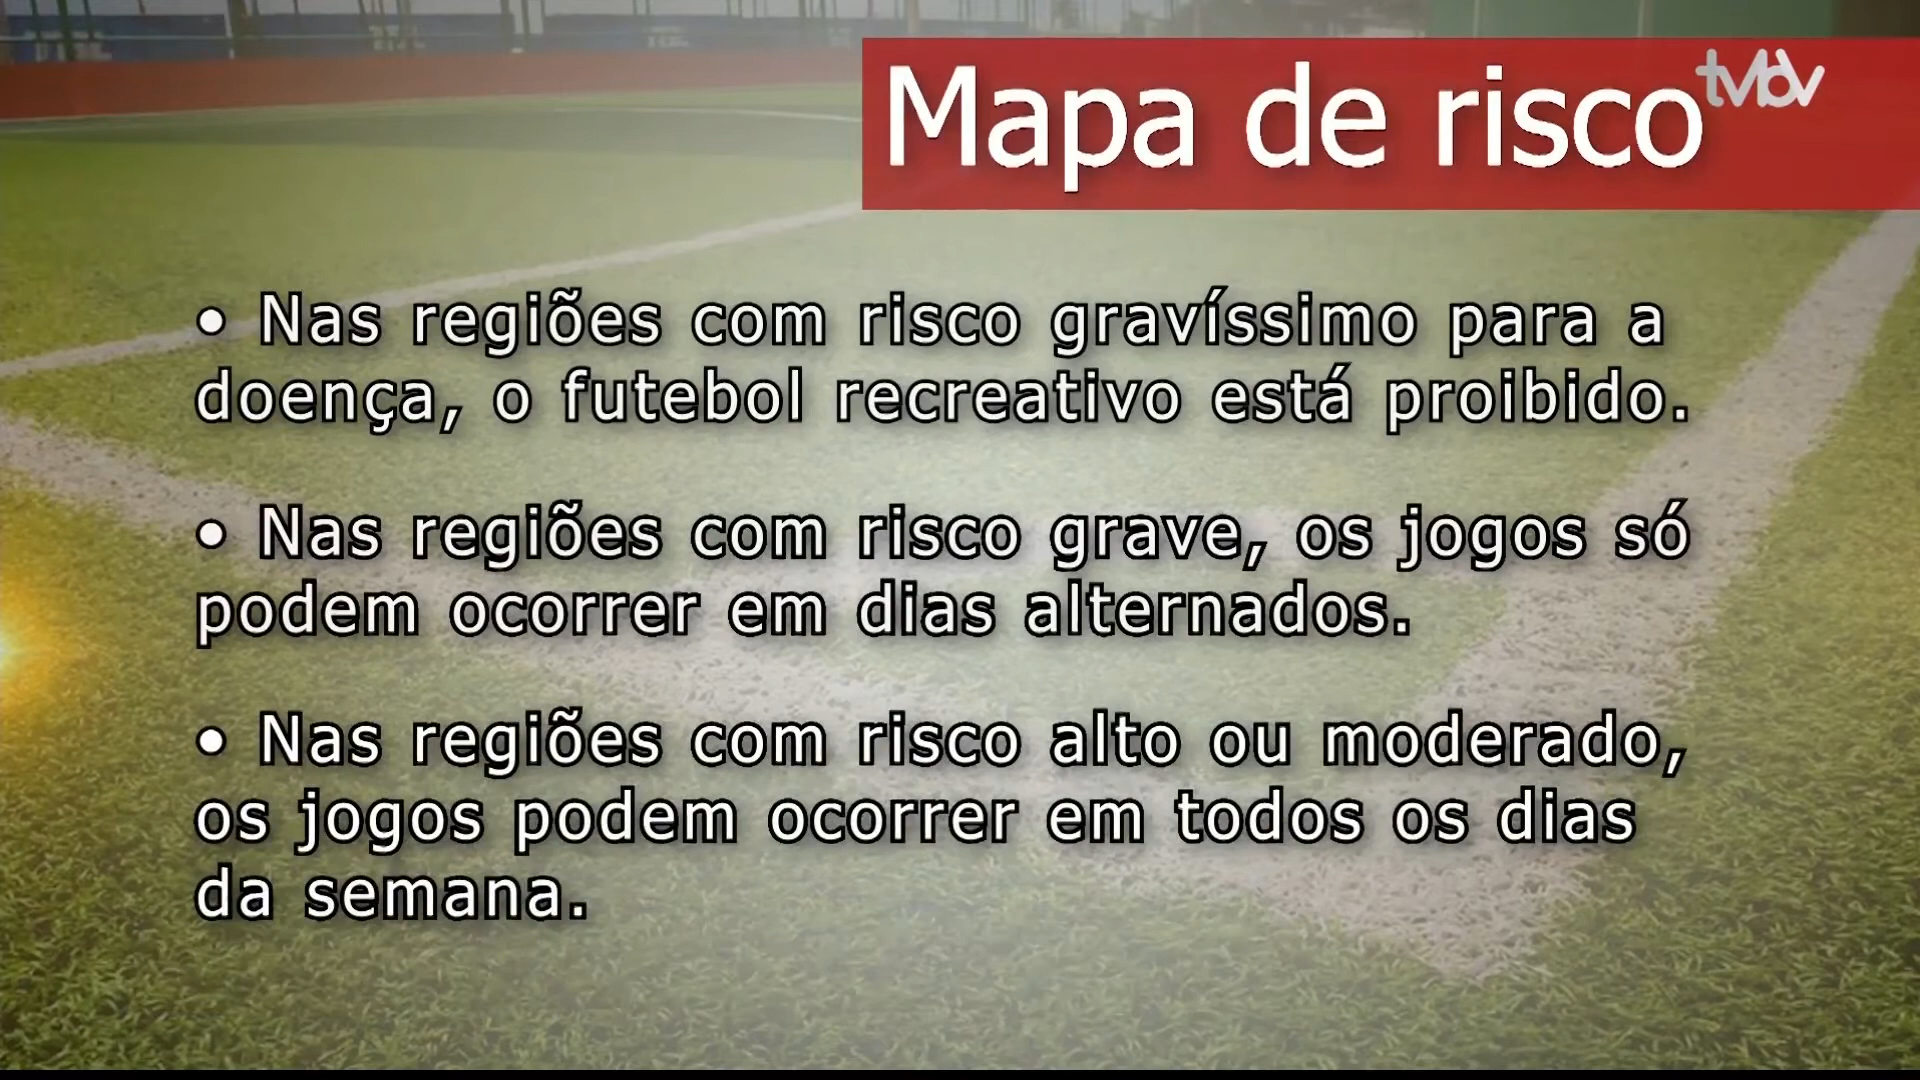 Mapa de risco
tvbv
• Nas regiões com risco gravíssimo para a
doença, o futebol recreativo está proibido.
• Nas regiões com risco grave, os jogos só
podem ocorrer em dias alternados.
• Nas regiões com risco alto ou moderado,
os jogos podem ocorrer em todos os dias
da semana.